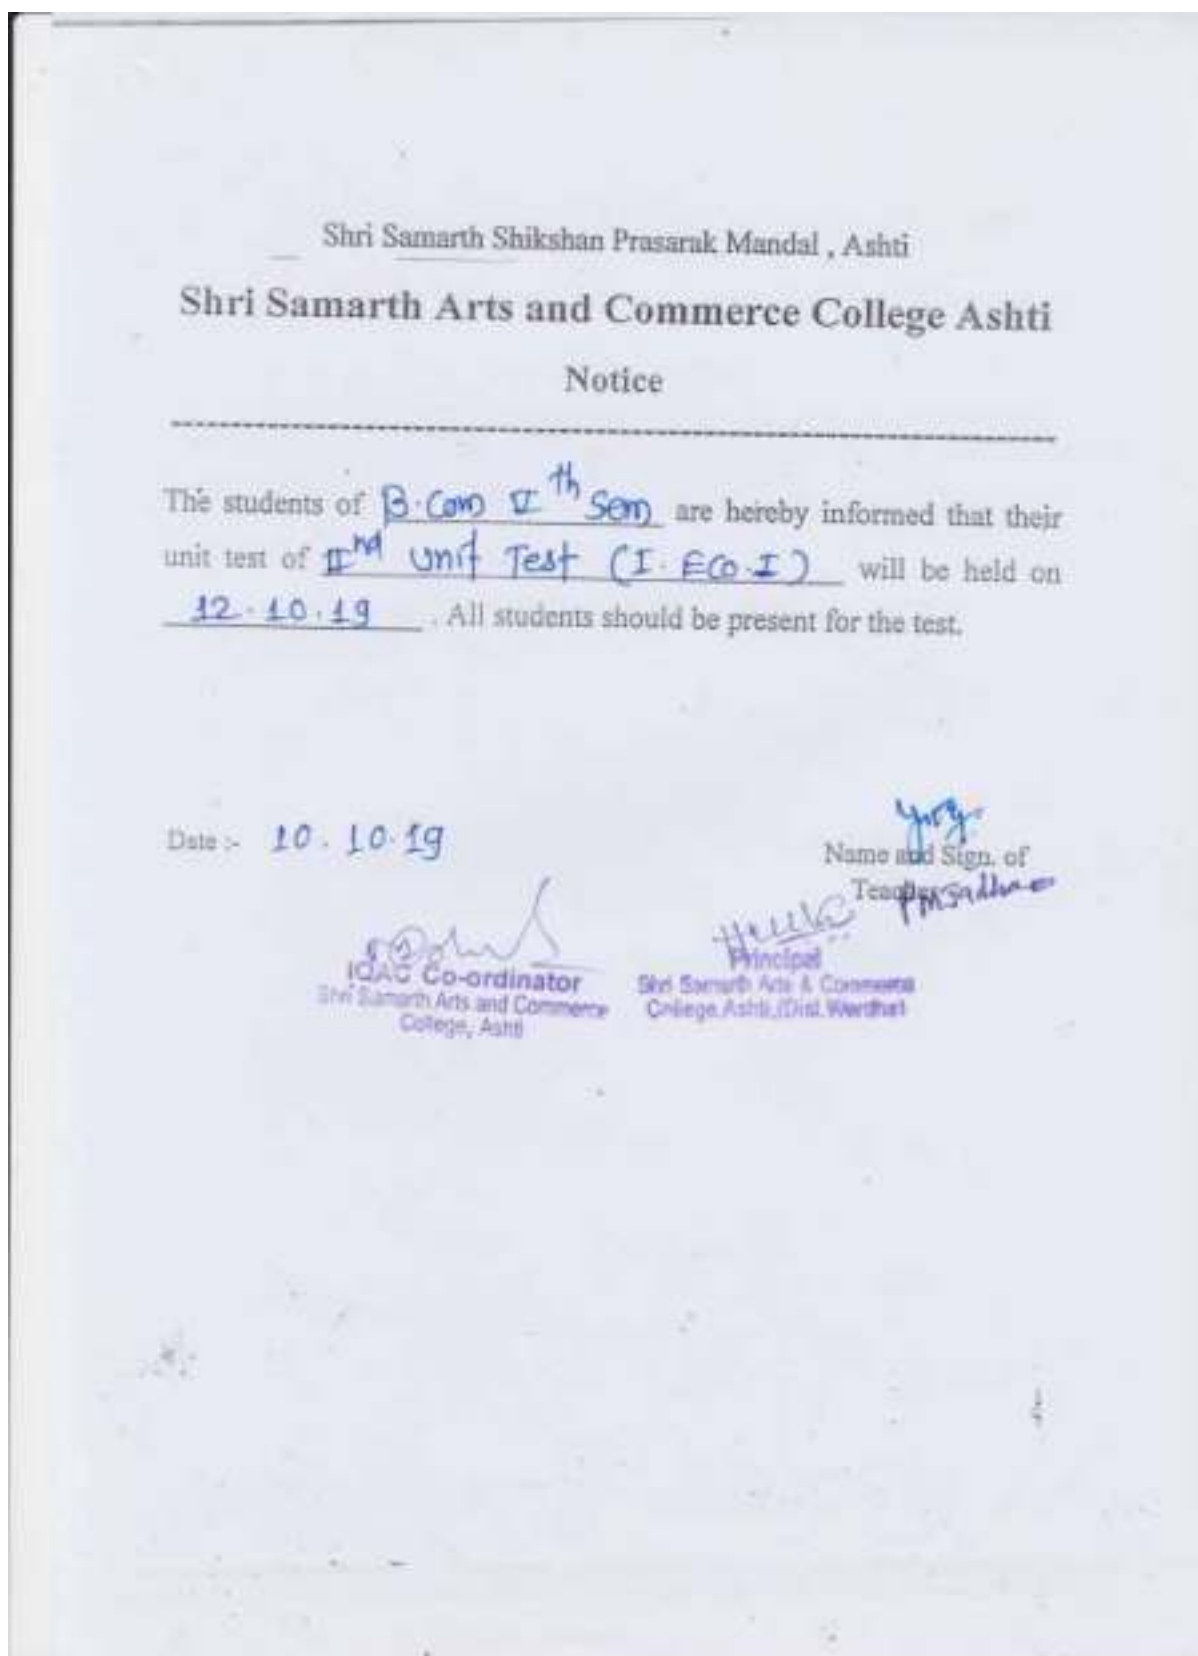 Shri Samarth Shikshan Prasarak Mandal , Ashti
Shri Samarth Arts and Commerce College Ashti
Notice
The students of B.Com V th Sem are hereby informed that their
unit test of IInd Unit Test (I. ECO. I) will be held on
12.10.19 . All students should be present for the test.
Date :- 10.10.19
Name and Sign. of
Teacher
IQAC Co-ordinator
Shri Samarth Arts and Commerce
College, Ashti
Principal
Shri Samarth Arts & Commerce
College, Ashti, (Dist. Wardha)